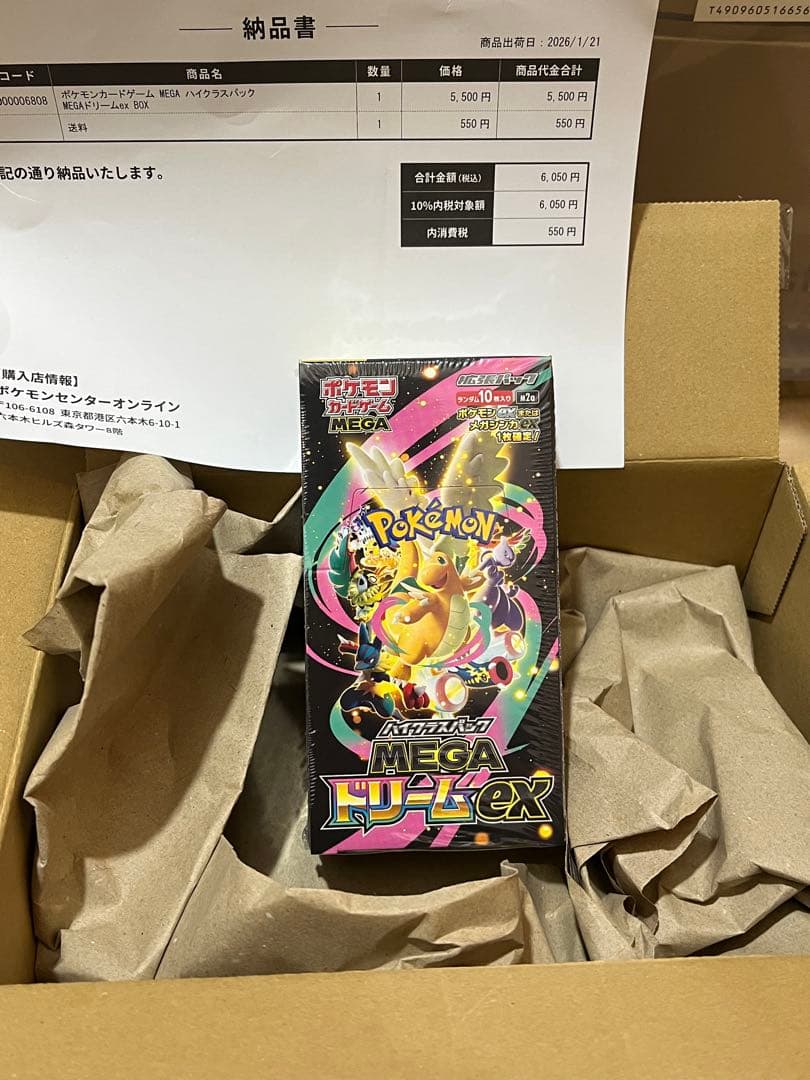 T490960516656
納品書
商品出荷日：2026/1/21
コード 商品名 数量 価格 商品代金合計
00006808 ポケモンカードゲーム MEGA ハイクラスパック 1 5,500 円 5,500 円
MEGAドリームex BOX
送料 1 550 円 550 円
記の通り納品いたします。
合計金額(税込) 6,050 円
10%内税対象額 6,050 円
内消費税 550 円
購入店情報】
ポケモンセンターオンライン
〒106-6108 東京都港区六本木6-10-1
六本木ヒルズ森タワー8階
ポケモン
カードゲーム
MEGA
拡張パック
ランダム10枚入り
ポケモンexまたは
メガシンカex
1枚確定！
POKéMON
ハイクラスパック
MEGA
ドリームex